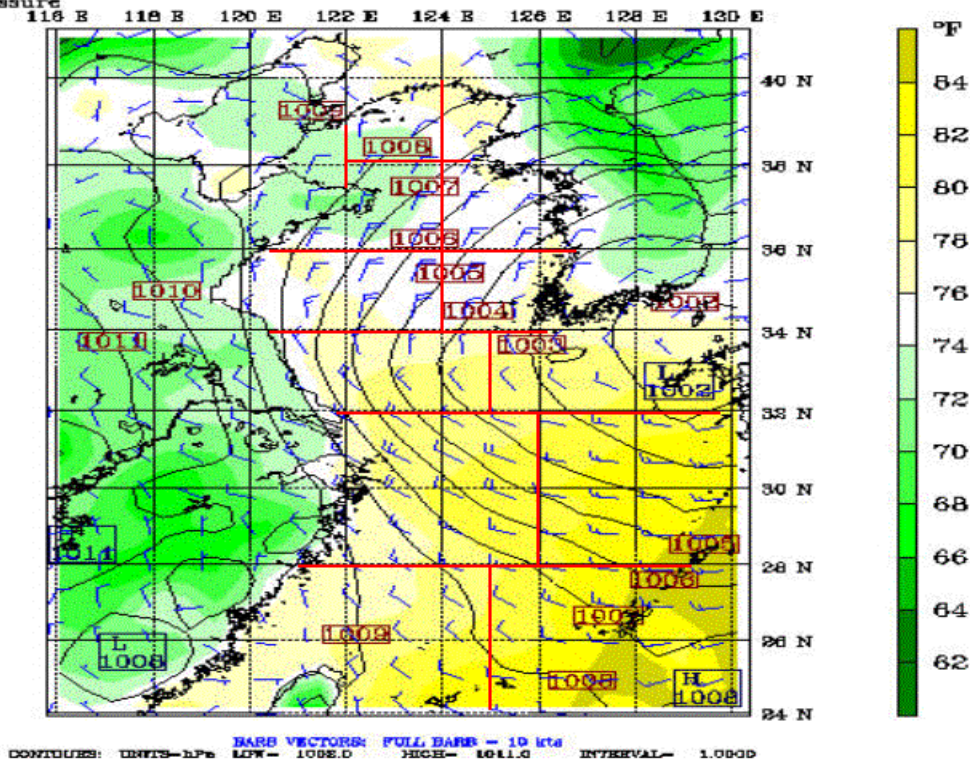 ssure
116 E 118 E 120 E 122 E 124 E 126 E 128 E 130 E
°F
40 N
84
1009
82
1008
38 N
1007
80
1006
36 N
78
1005
1010
1004
1002
76
1011
34 N
1003
74
L
1002
32 N
72
70
30 N
68
1011
1005
28 N
66
1006
1007
64
1009
26 N
L
1008
62
1008
H
1008
24 N
BARB VECTORS: FULL BARB = 10 kts
CONTOURS: UNITS=hPa LOW= 1002.0 HIGH= 1011.0 INTERVAL= 1.0000